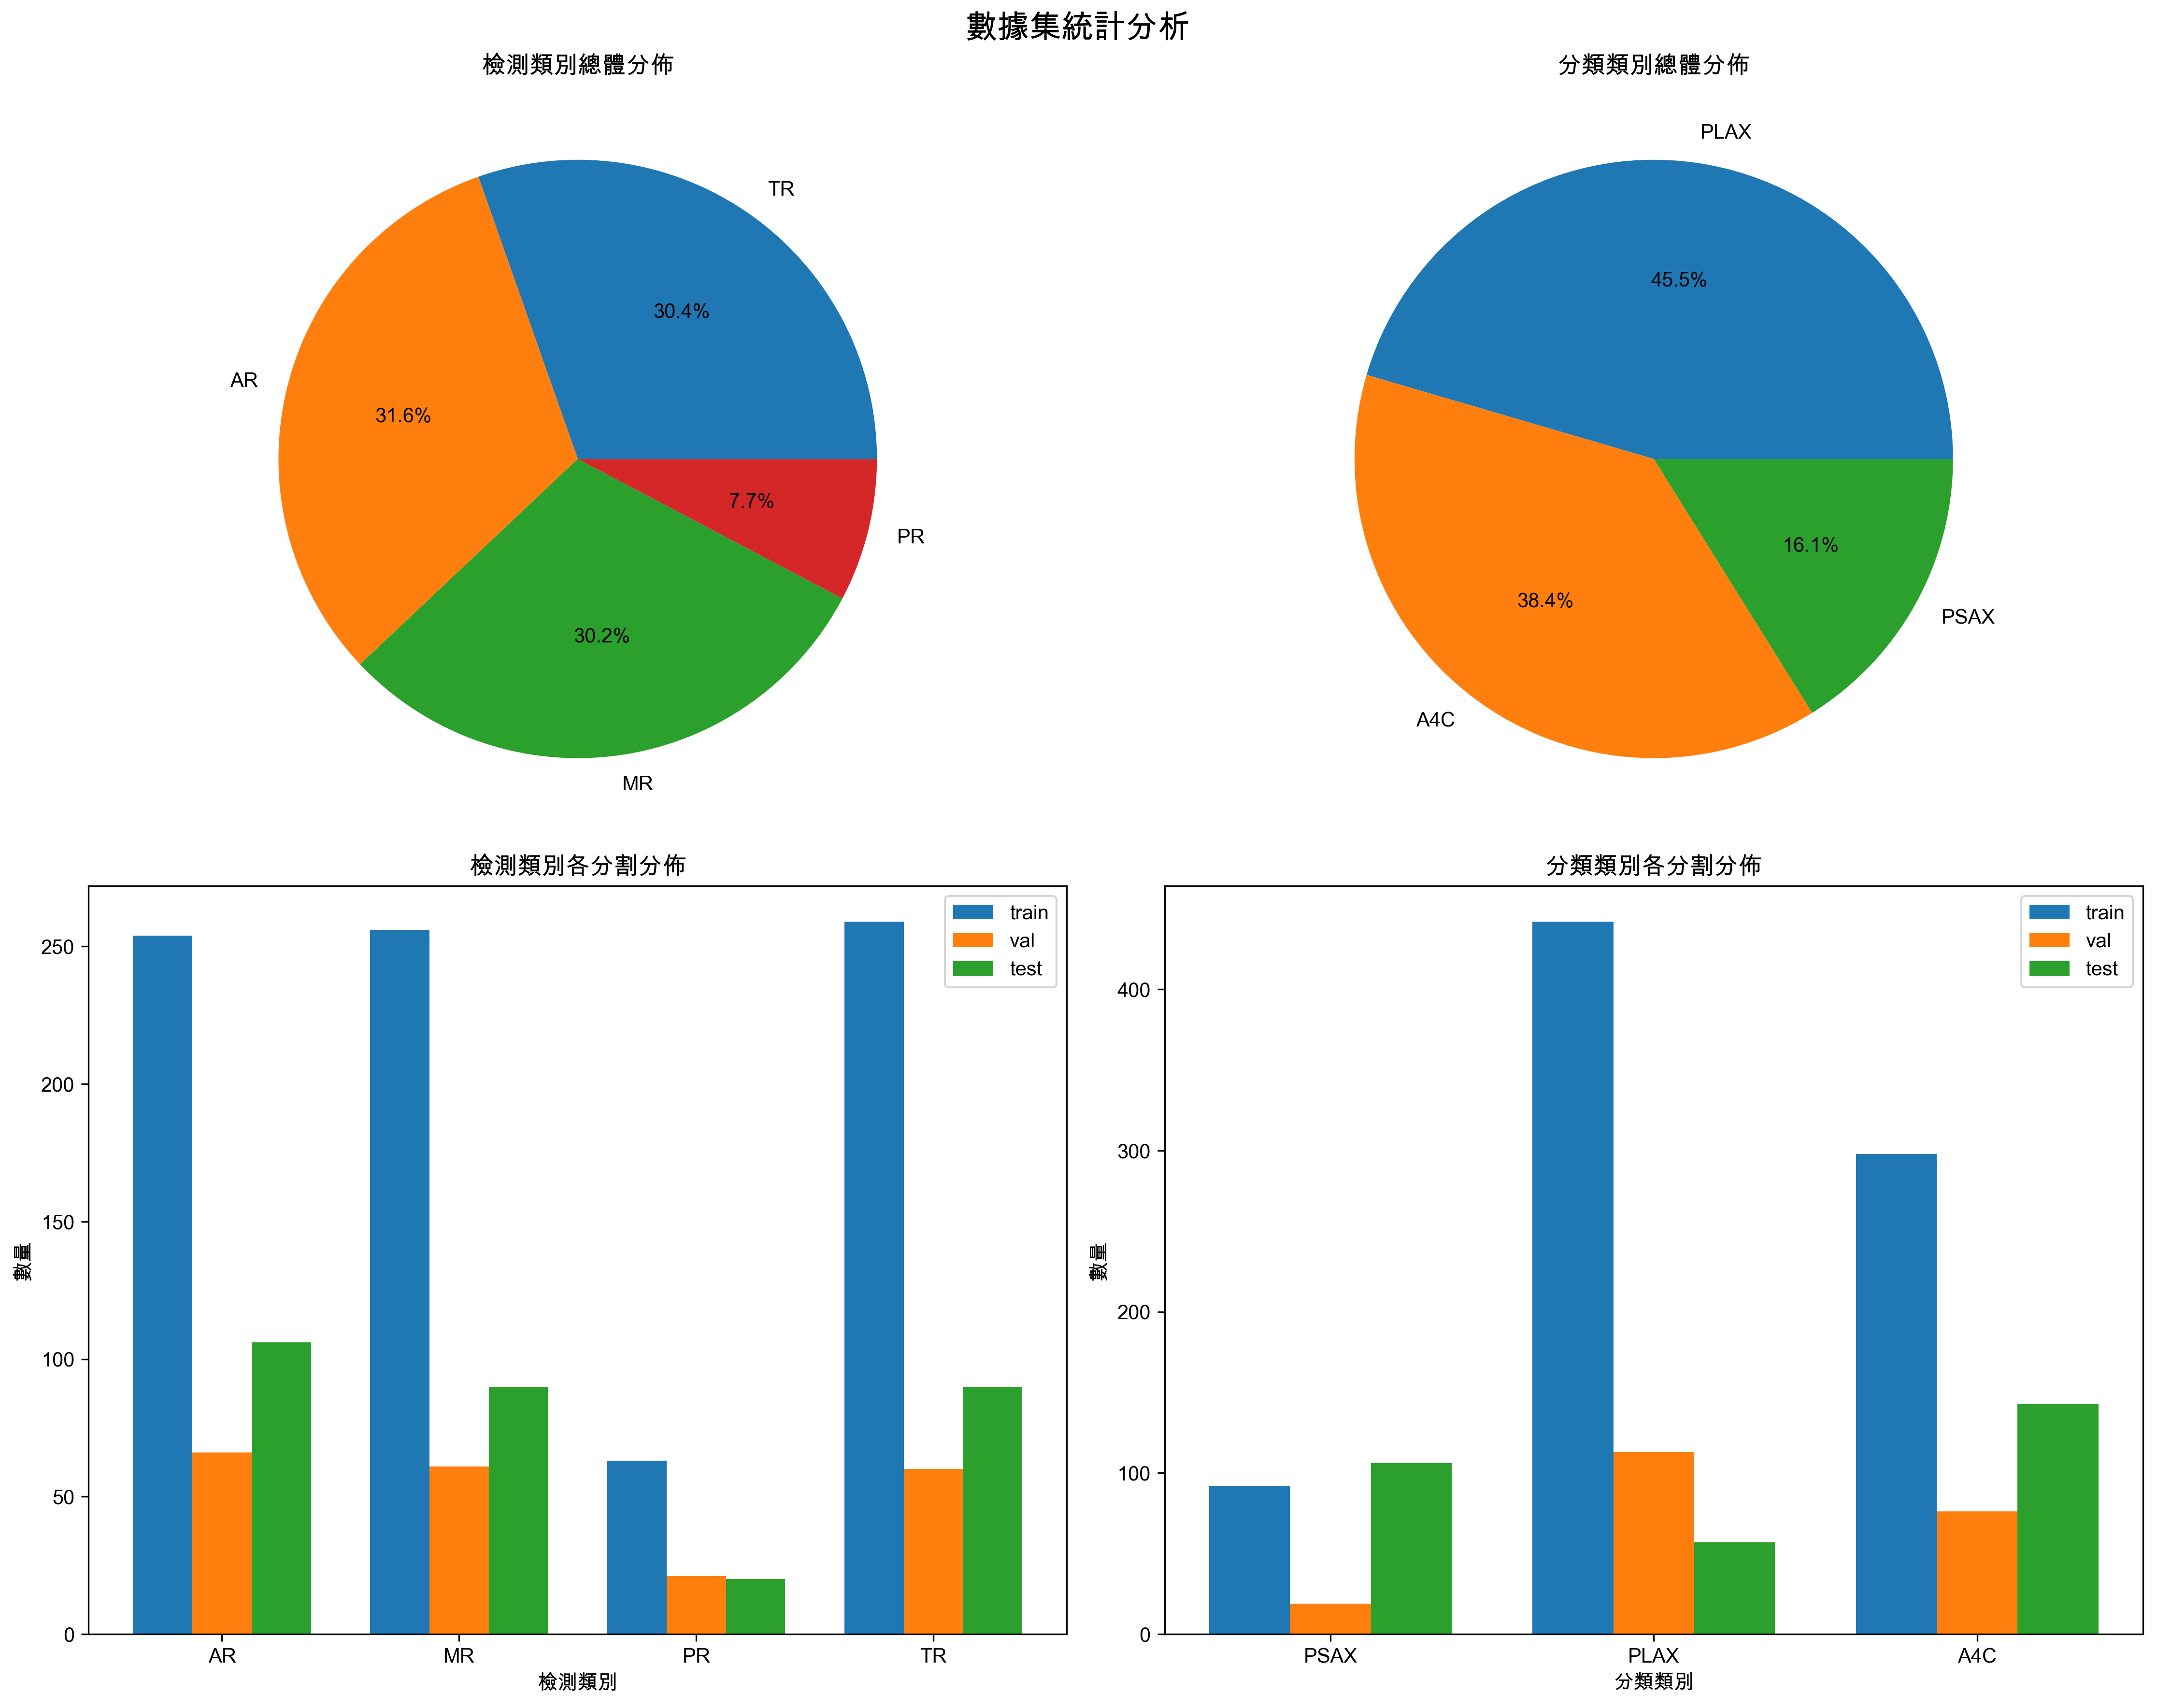 數據集統計分析
檢測類別總體分佈
TR
30.4%
AR
31.6%
7.7%
PR
30.2%
MR
分類類別總體分佈
PLAX
45.5%
16.1%
PSAX
38.4%
A4C
檢測類別各分割分佈
train
val
test
250
200
150
100
50
0
數量
AR MR PR TR
檢測類別
分類類別各分割分佈
train
val
test
400
300
200
100
0
數量
PSAX PLAX A4C
分類類別